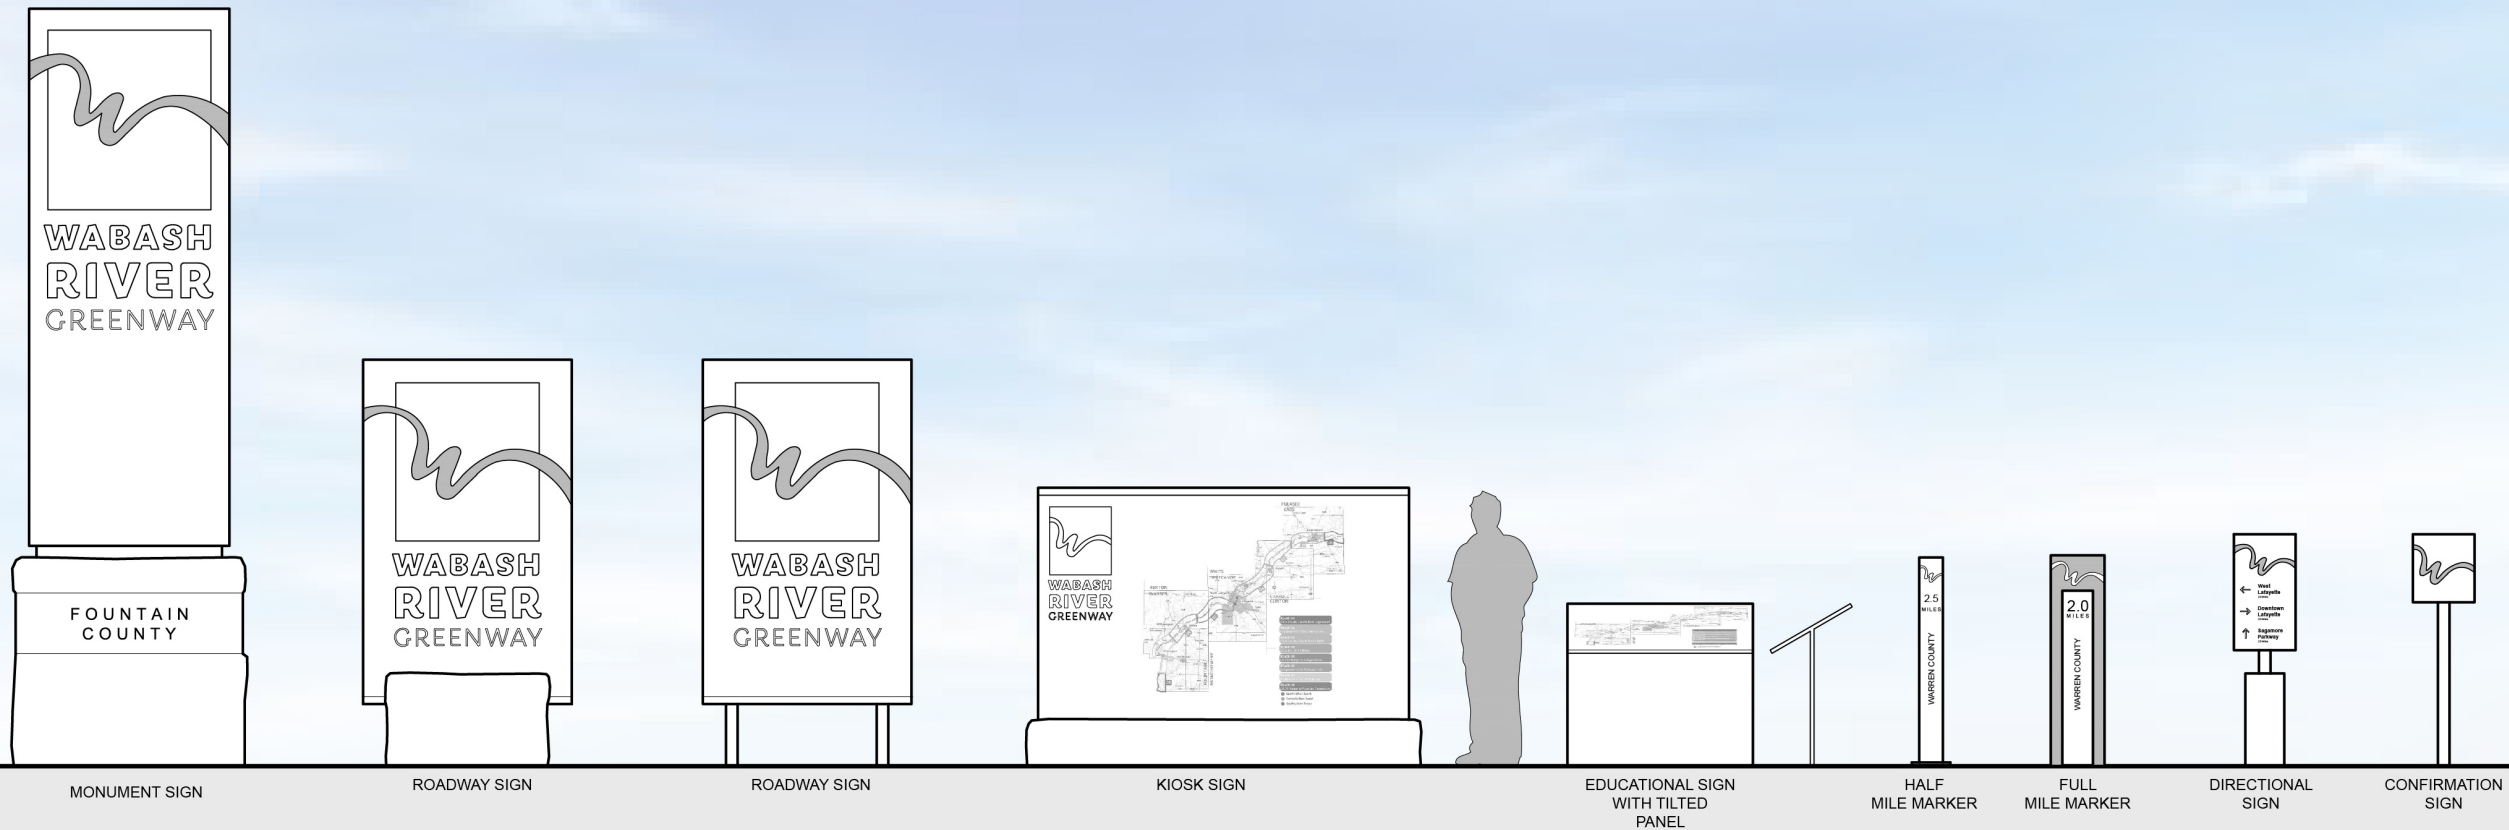 WABASH
RIVER
GREENWAY
FOUNTAIN
COUNTY
MONUMENT SIGN
WABASH
RIVER
GREENWAY
ROADWAY SIGN
WABASH
RIVER
GREENWAY
ROADWAY SIGN
WABASH
RIVER
GREENWAY
KIOSK SIGN
EDUCATIONAL SIGN
WITH TILTED
PANEL
2.5
MILES
WARREN COUNTY
HALF
MILE MARKER
2.0
MILES
WARREN COUNTY
FULL
MILE MARKER
West
Lafayette
Downtown
Lafayette
Sagamore
Parkway
DIRECTIONAL
SIGN
CONFIRMATION
SIGN